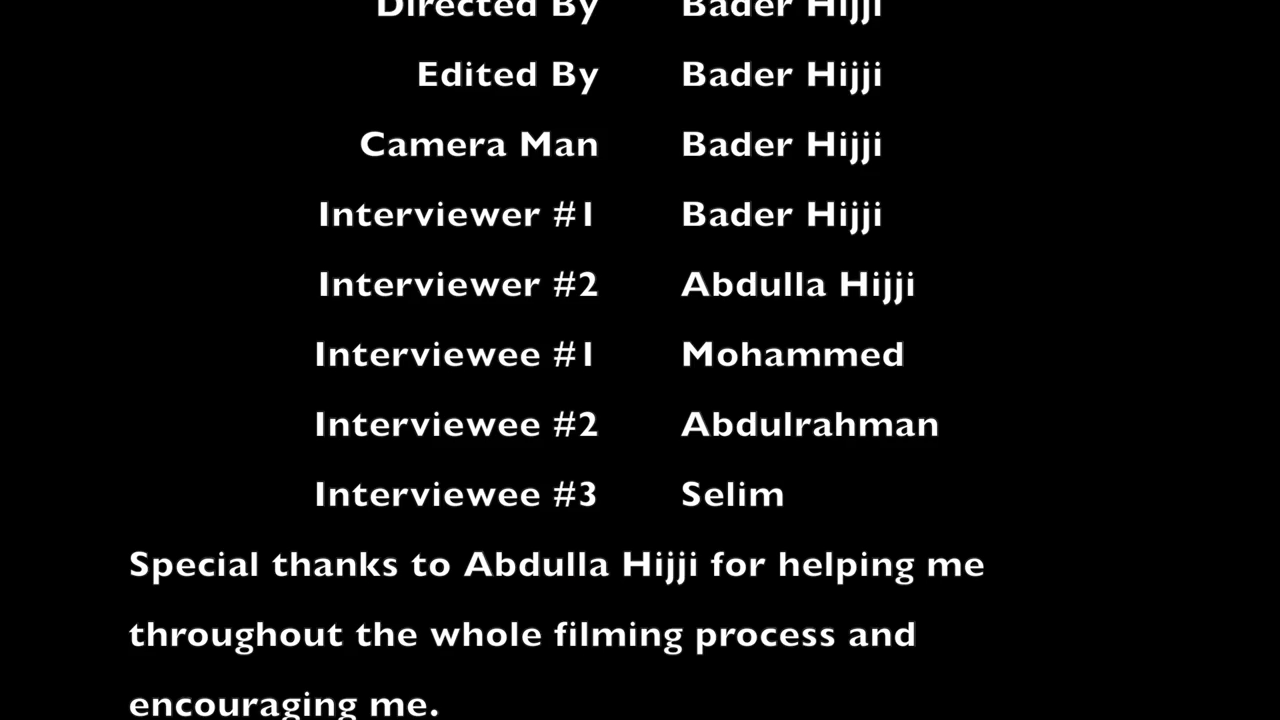 Directed By Bader Hijji
Edited By Bader Hijji
Camera Man Bader Hijji
Interviewer #1 Bader Hijji
Interviewer #2 Abdulla Hijji
Interviewee #1 Mohammed
Interviewee #2 Abdulrahman
Interviewee #3 Selim
Special thanks to Abdulla Hijji for helping me
throughout the whole filming process and
encouraging me.